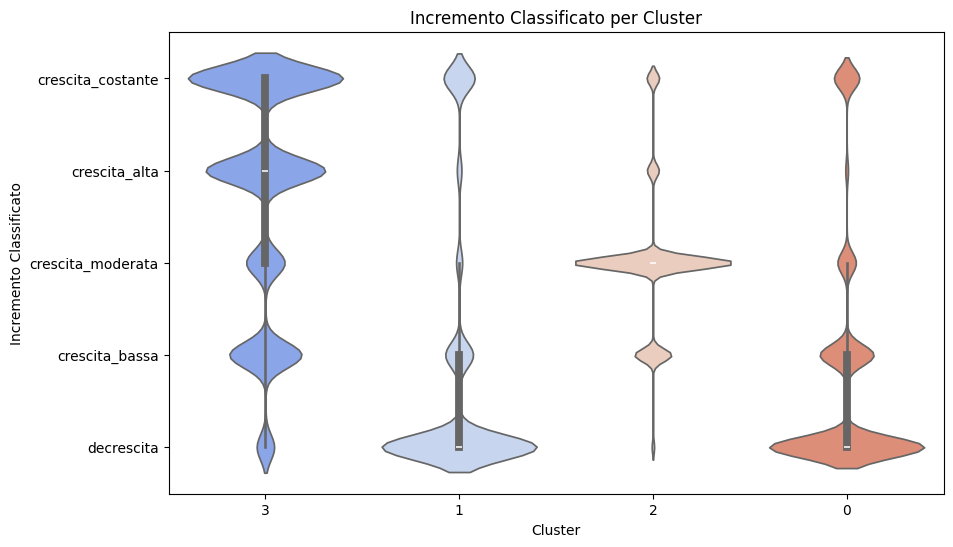 Incremento Classificato per Cluster
Incremento Classificato
crescita_costante
crescita_alta
crescita_moderata
crescita_bassa
decrescita
3 1 2 0
Cluster